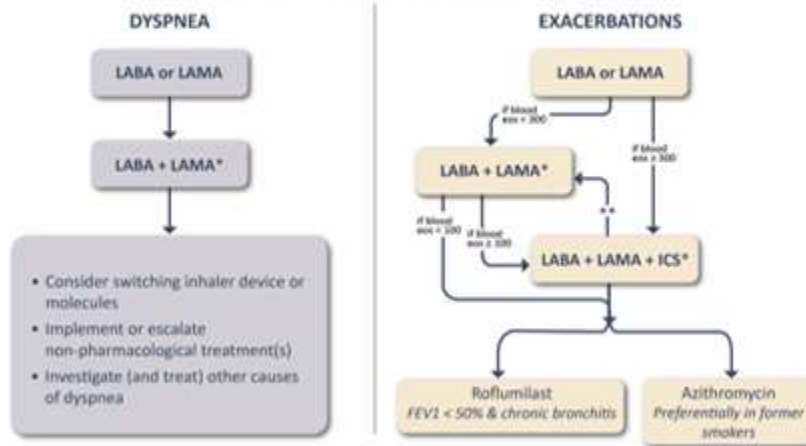 DYSPNEA
LABA or LAMA
LABA + LAMA*
• Consider switching inhaler device or
molecules
• Implement or escalate
non-pharmacological treatment(s)
• Investigate (and treat) other causes
of dyspnea
EXACERBATIONS
LABA or LAMA
if blood
eos < 300
if blood
eos ≥ 300
LABA + LAMA*
**
if blood
eos < 100
if blood
eos ≥ 100
LABA + LAMA + ICS*
Roflumilast
FEV1 < 50% & chronic bronchitis
Azithromycin
Preferentially in former
smokers